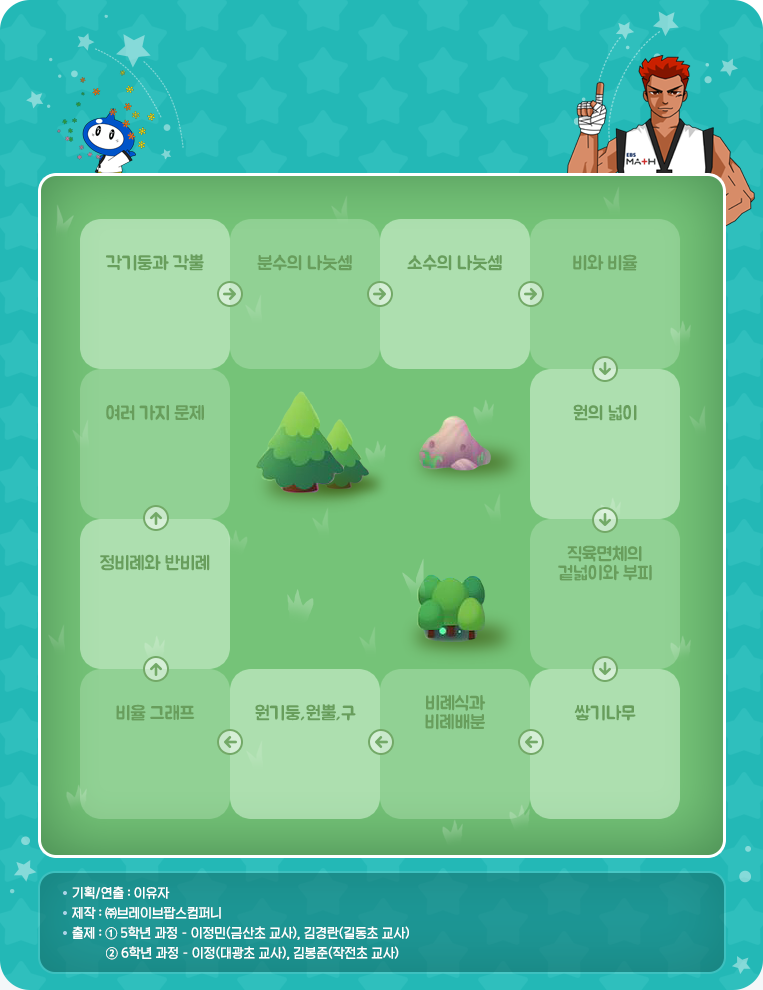 EBS
MATH
각기둥과 각뿔
분수의 나눗셈
소수의 나눗셈
비와 비율
여러 가지 문제
원의 넓이
정비례와 반비례
직육면체의
겉넓이와 부피
비율 그래프
원기둥,원뿔,구
비례식과
비례배분
쌓기나무
• 기획/연출 : 이유자
• 제작 : ㈜브레이브팝스컴퍼니
• 출제 : ① 5학년 과정 - 이정민(금산초 교사), 김경란(길동초 교사)
② 6학년 과정 - 이정(대광초 교사), 김봉준(작전초 교사)